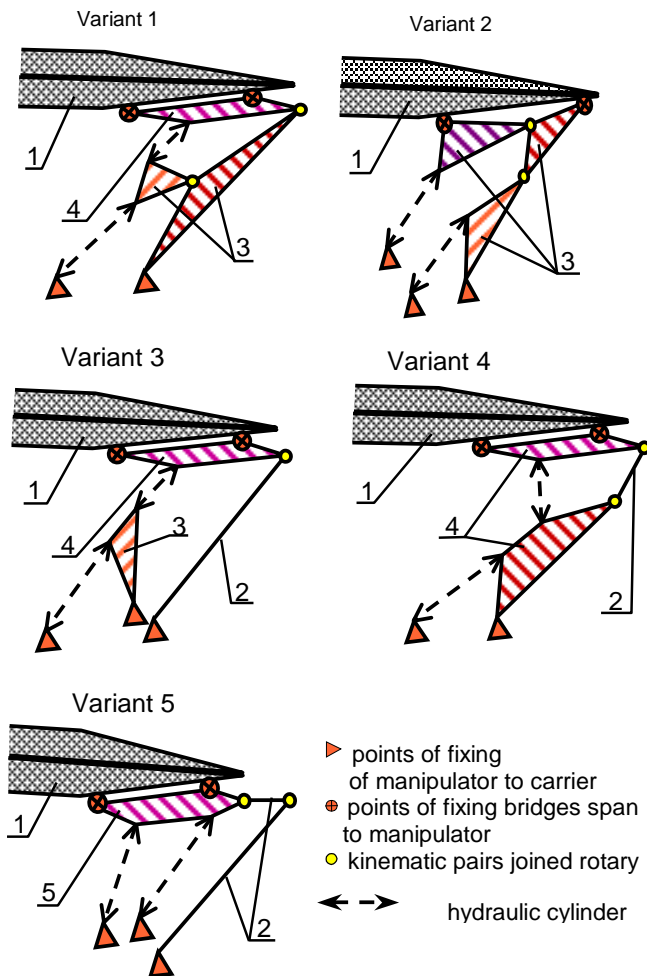 Variant 1
Variant 2
1
4
3
1
3
Variant 3
Variant 4
1
4
3
2
1
4
2
Variant 5
1
5
2
points of fixing
of manipulator to carrier
points of fixing bridges span
to manipulator
kinematic pairs joined rotary
hydraulic cylinder